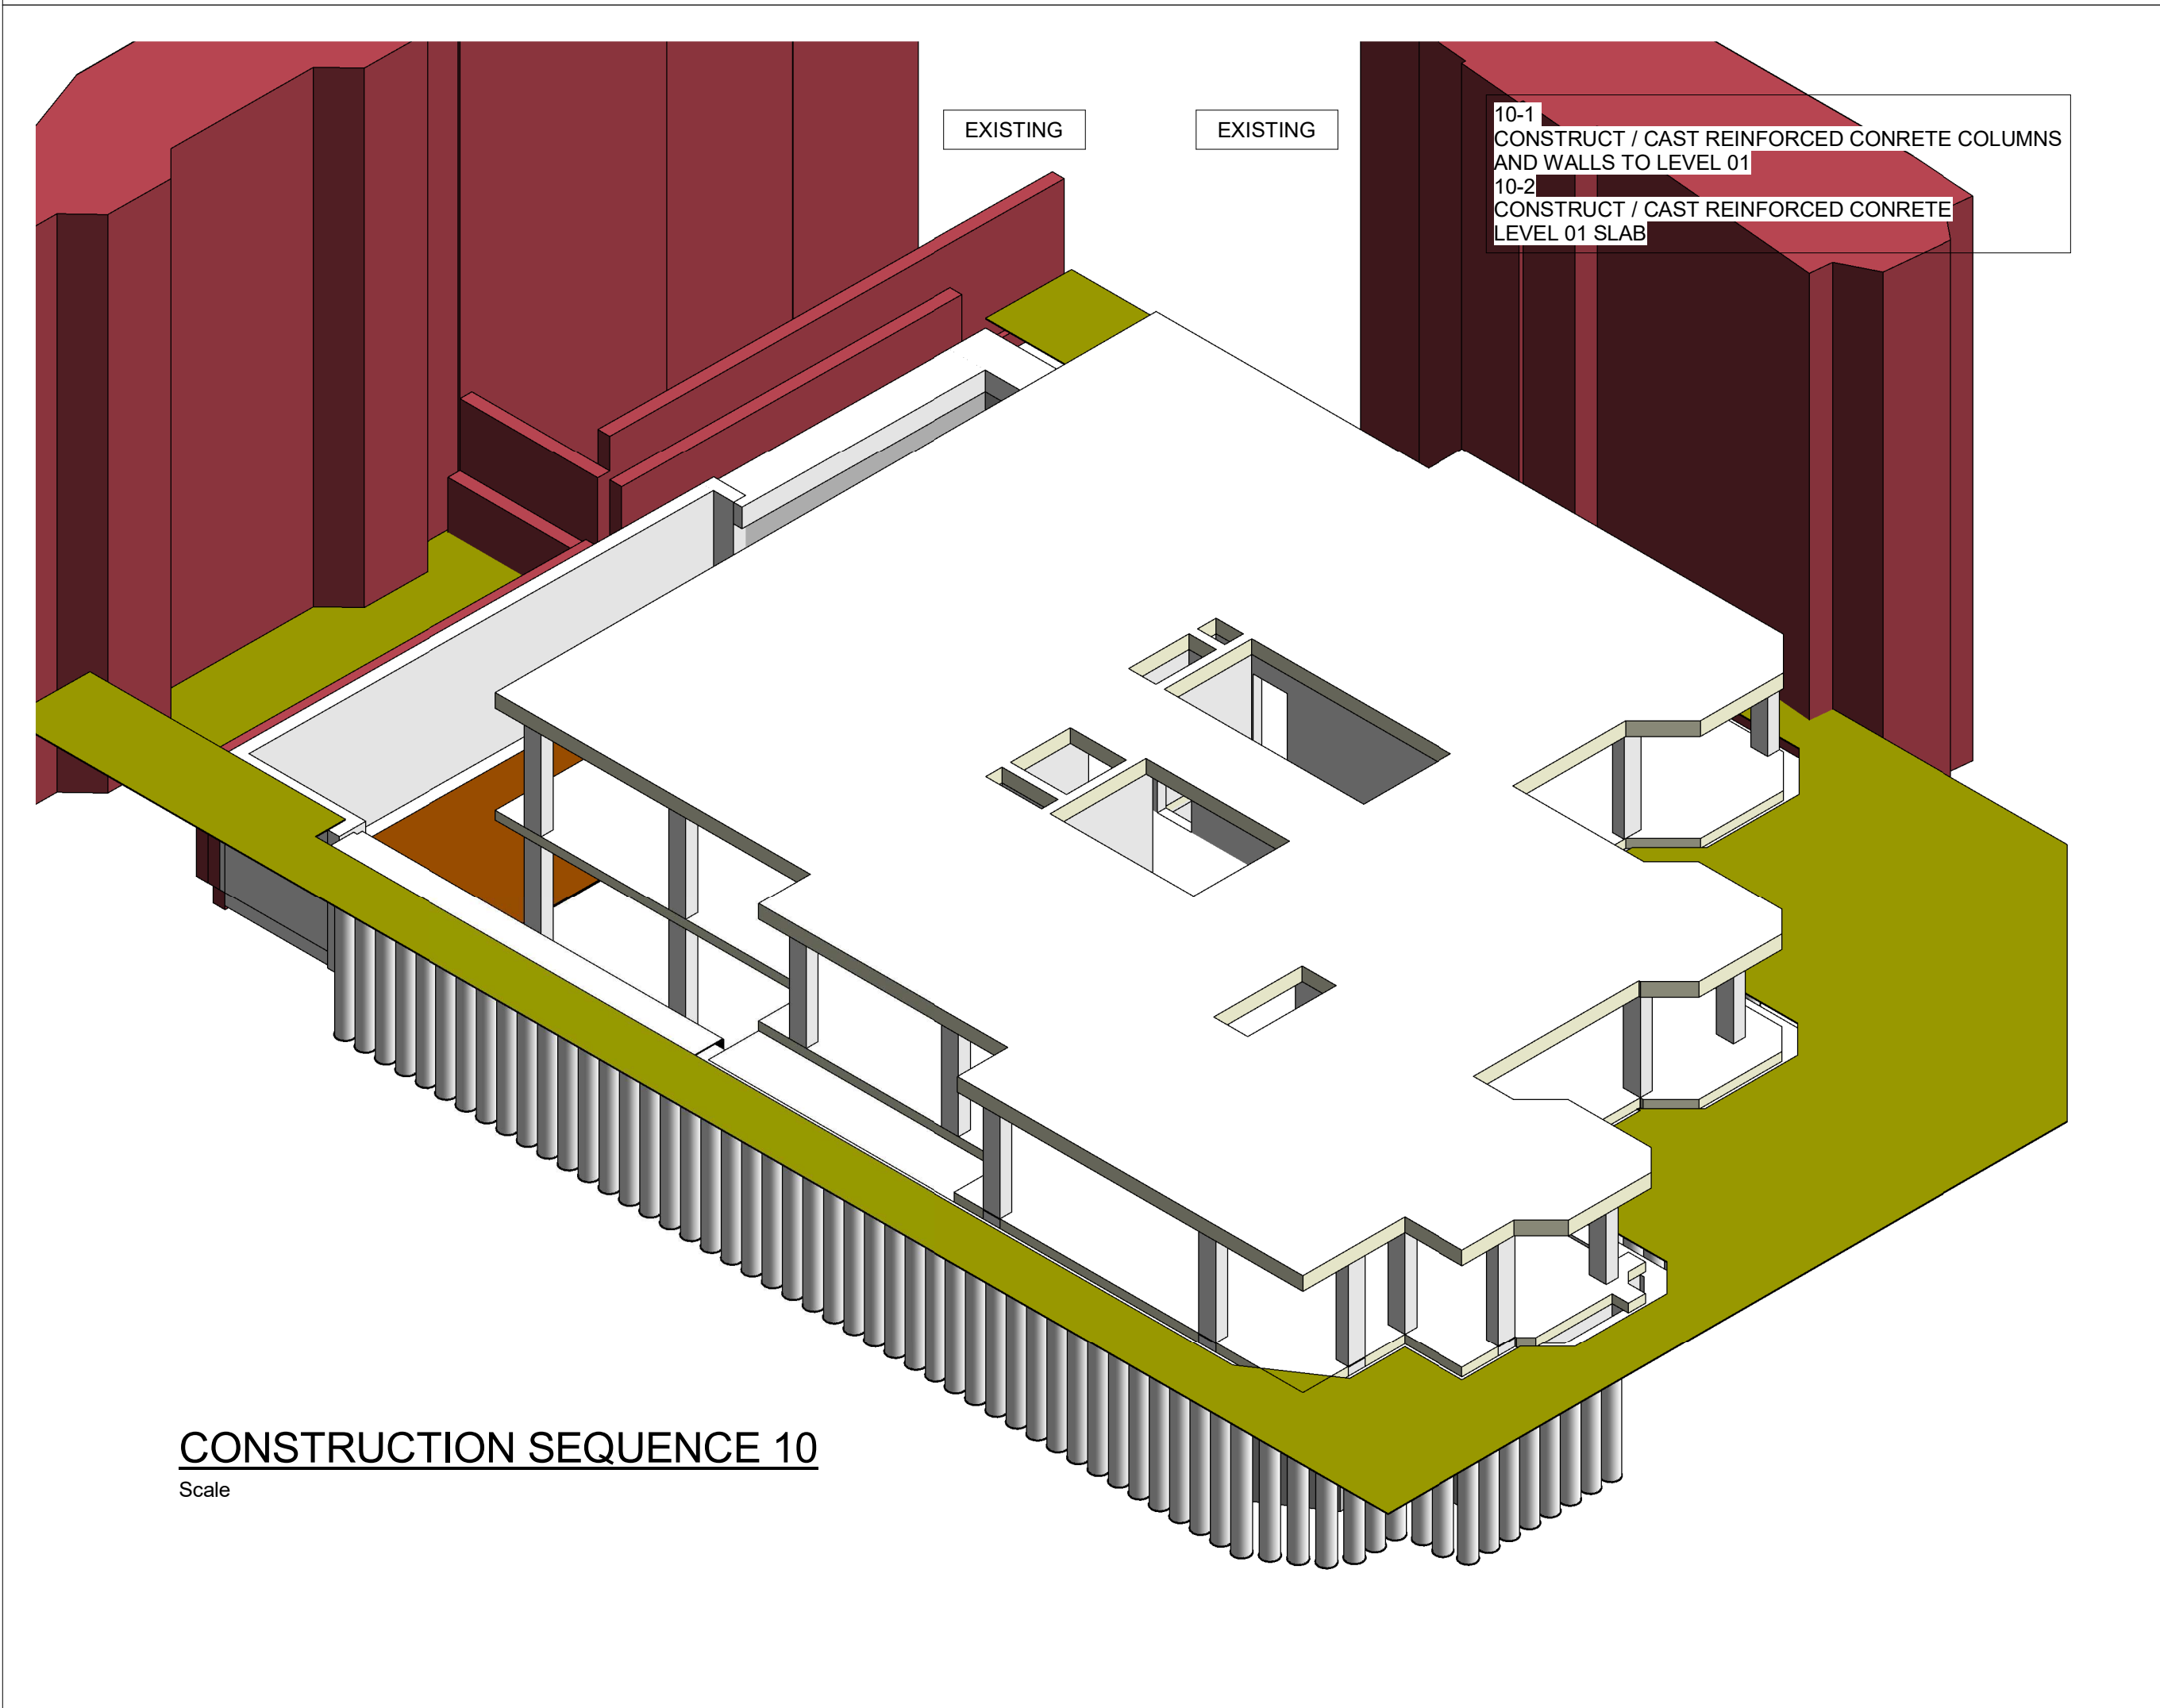 EXISTING
EXISTING
10-1
CONSTRUCT / CAST REINFORCED CONRETE COLUMNS
AND WALLS TO LEVEL 01
10-2
CONSTRUCT / CAST REINFORCED CONRETE
LEVEL 01 SLAB
CONSTRUCTION SEQUENCE 10
Scale